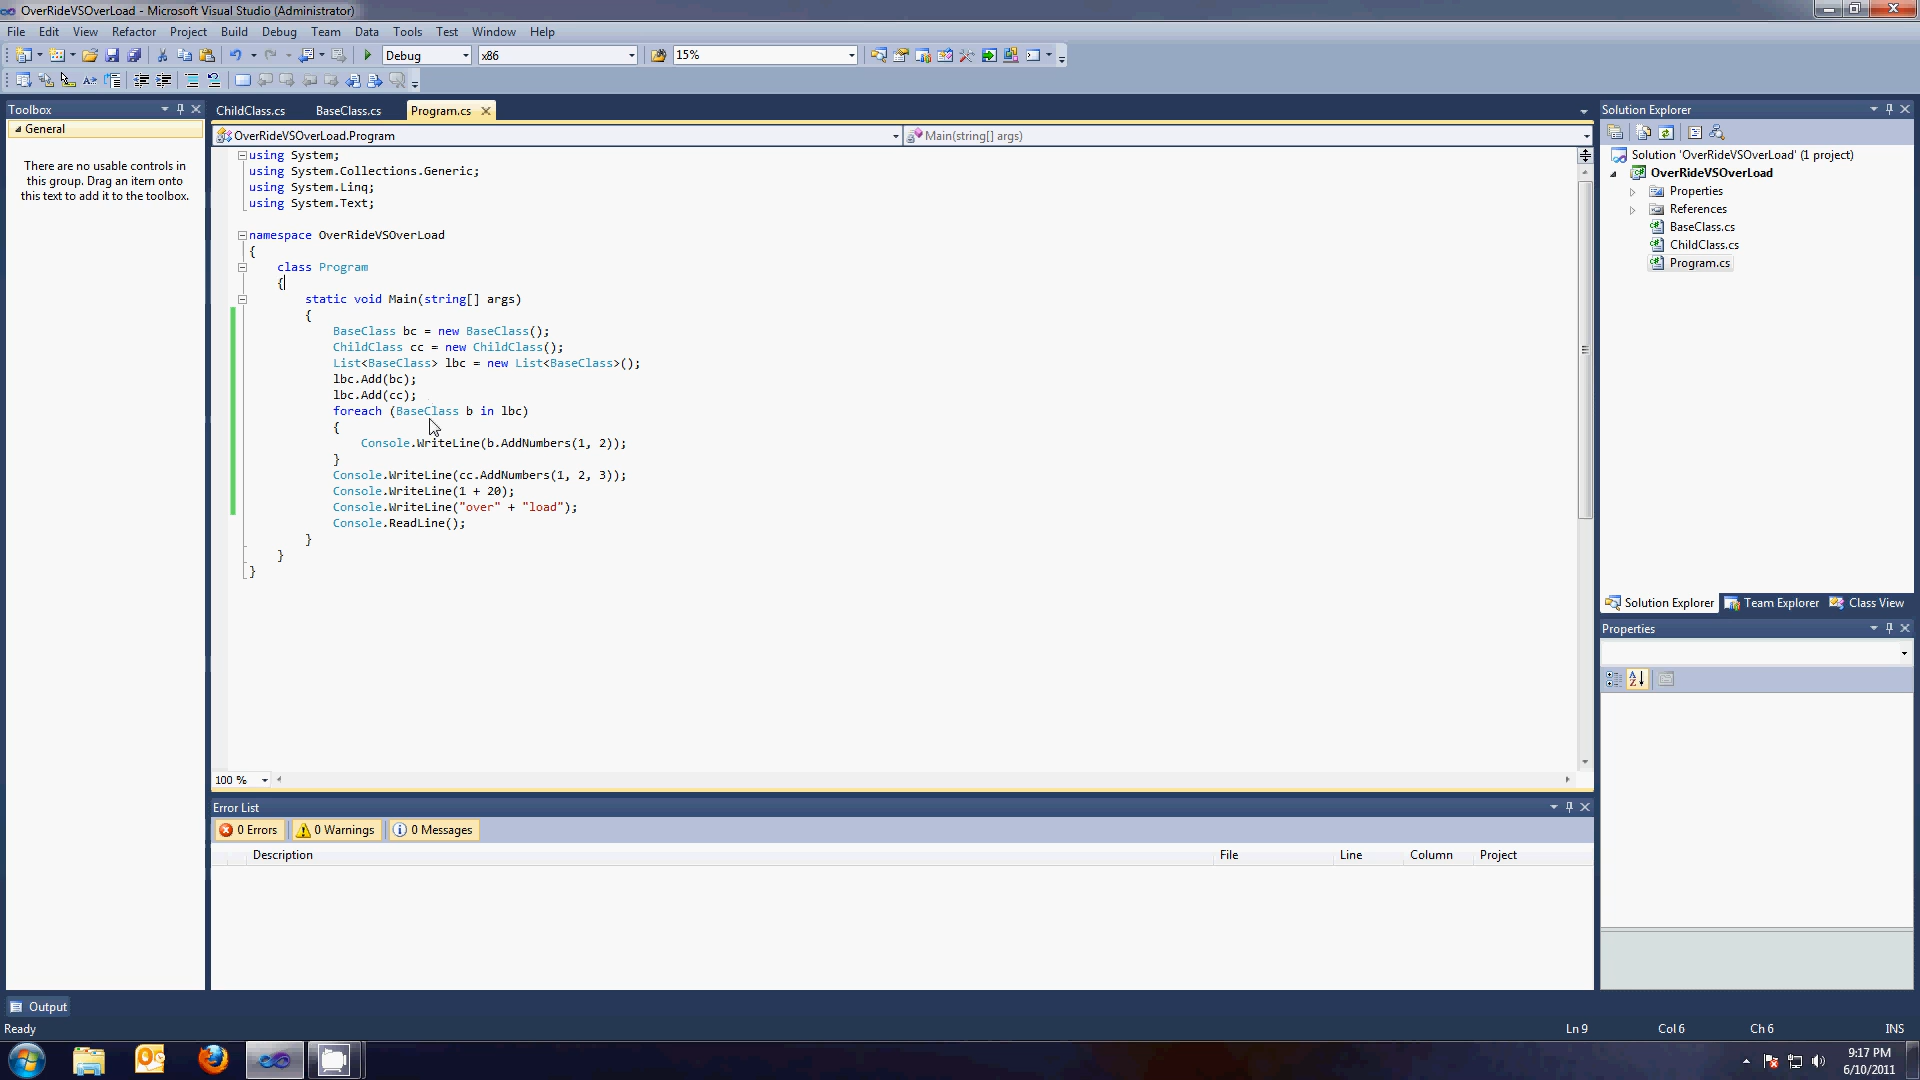 OverRideVSOverLoad - Microsoft Visual Studio (Administrator)
File Edit View Refactor Project Build Debug Team Data Tools Test Window Help
Debug x86 15%
Toolbox
General
There are no usable controls in
this group. Drag an item onto
this text to add it to the toolbox.
ChildClass.cs BaseClass.cs Program.cs
OverRideVSOverLoad.Program Main(string[] args)
using System;
using System.Collections.Generic;
using System.Linq;
using System.Text;
namespace OverRideVSOverLoad
{
class Program
{
static void Main(string[] args)
{
BaseClass bc = new BaseClass();
ChildClass cc = new ChildClass();
List<BaseClass> lbc = new List<BaseClass>();
lbc.Add(bc);
lbc.Add(cc);
foreach (BaseClass b in lbc)
{
Console.WriteLine(b.AddNumbers(1, 2));
}
Console.WriteLine(cc.AddNumbers(1, 2, 3));
Console.WriteLine(1 + 20);
Console.WriteLine("over" + "load");
Console.ReadLine();
}
}
}
100 %
Error List
0 Errors 0 Warnings 0 Messages
Description File Line Column Project
Solution Explorer
Solution 'OverRideVSOverLoad' (1 project)
OverRideVSOverLoad
Properties
References
BaseClass.cs
ChildClass.cs
Program.cs
Solution Explorer Team Explorer Class View
Properties
Output
Ready Ln 9 Col 6 Ch 6 INS
9:17 PM
6/10/2011